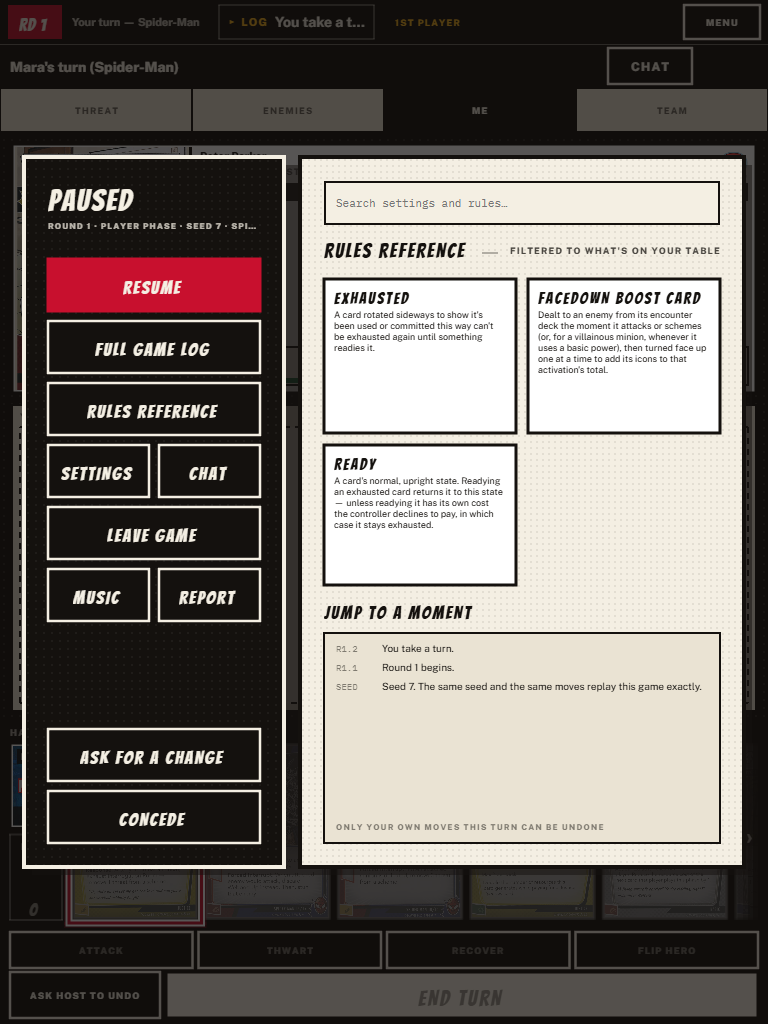 RD 1
Your turn — Spider-Man
► LOG You take a t...
1ST PLAYER
MENU
Mara's turn (Spider-Man)
CHAT
THREAT
ENEMIES
ME
TEAM
PAUSED
ROUND 1 · PLAYER PHASE · SEED 7 · SPI...
RESUME
FULL GAME LOG
RULES REFERENCE
SETTINGS
CHAT
LEAVE GAME
MUSIC
REPORT
ASK FOR A CHANGE
CONCEDE
Search settings and rules…
RULES REFERENCE — FILTERED TO WHAT'S ON YOUR TABLE
EXHAUSTED
A card rotated sideways to show it's
been used or committed this way can't
be exhausted again until something
readies it.
FACEDOWN BOOST CARD
Dealt to an enemy from its encounter
deck the moment it attacks or schemes
(or, for a villainous minion, whenever it
uses a basic power), then turned face up
one at a time to add its icons to that
activation's total.
READY
A card's normal, upright state. Readying
an exhausted card returns it to this state
— unless readying it has its own cost
the controller declines to pay, in which
case it stays exhausted.
JUMP TO A MOMENT
R1.2 You take a turn.
R1.1 Round 1 begins.
SEED Seed 7. The same seed and the same moves replay this game exactly.
ONLY YOUR OWN MOVES THIS TURN CAN BE UNDONE
0
ATTACK
THWART
RECOVER
FLIP HERO
ASK HOST TO UNDO
END TURN